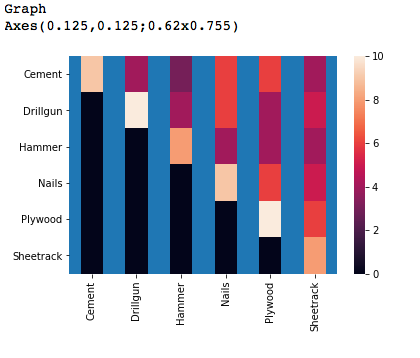 Graph
Axes(0.125,0.125;0.62x0.755)
Cement
Drillgun
Hammer
Nails
Plywood
Sheetrack
10
8
6
4
2
0
Cement
Drillgun
Hammer
Nails
Plywood
Sheetrack